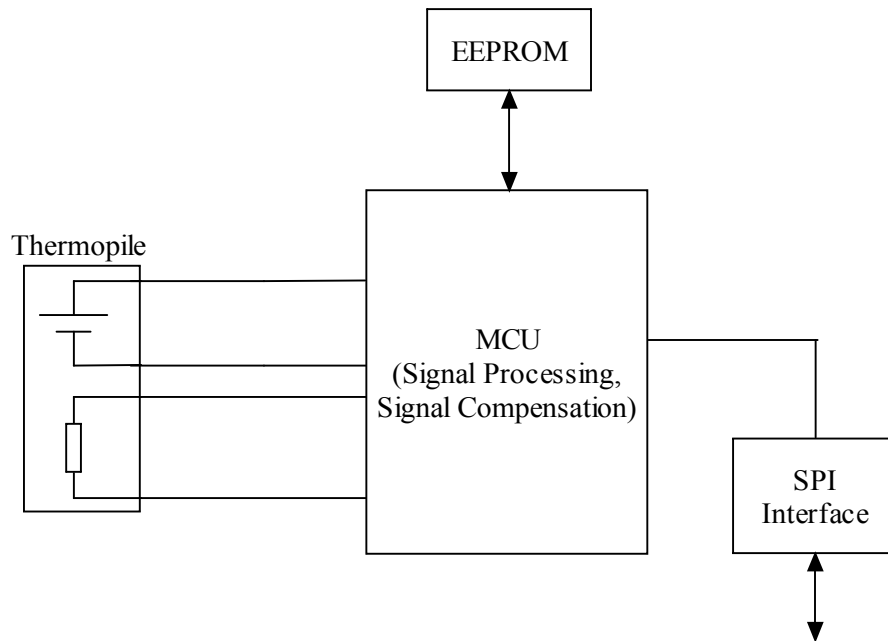 EEPROM
Thermopile
MCU
(Signal Processing,
Signal Compensation)
SPI
Interface